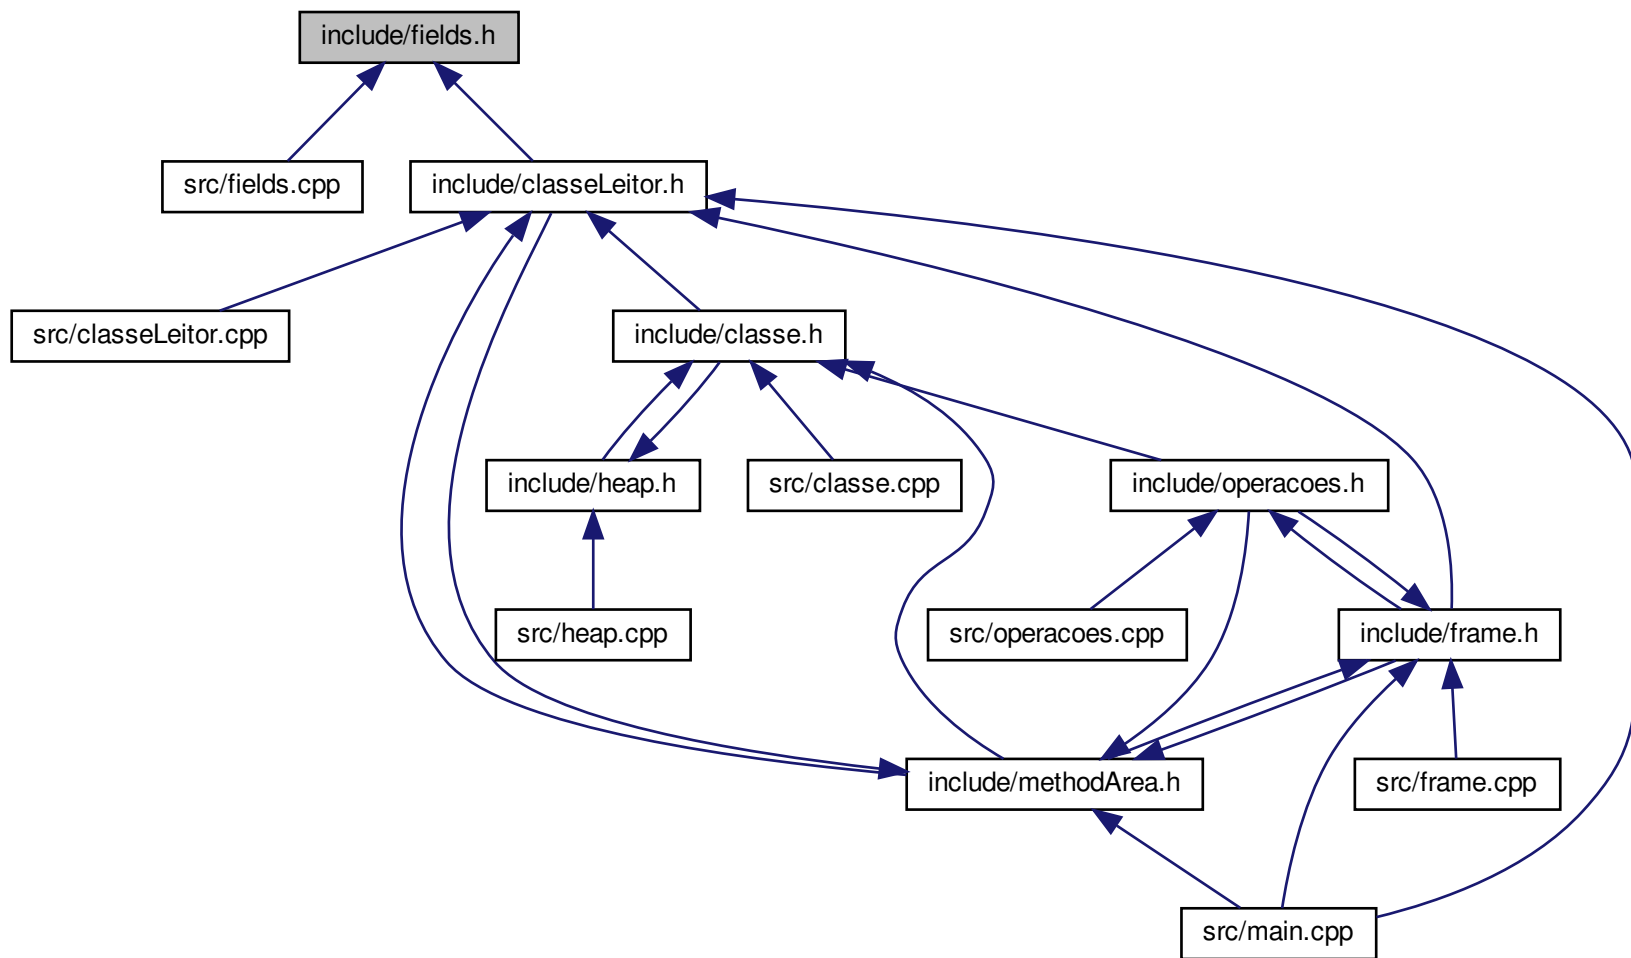 include/fields.h
src/fields.cpp
include/classeLeitor.h
src/classeLeitor.cpp
include/classe.h
include/heap.h
src/classe.cpp
include/operacoes.h
src/heap.cpp
src/operacoes.cpp
include/frame.h
include/methodArea.h
src/frame.cpp
src/main.cpp